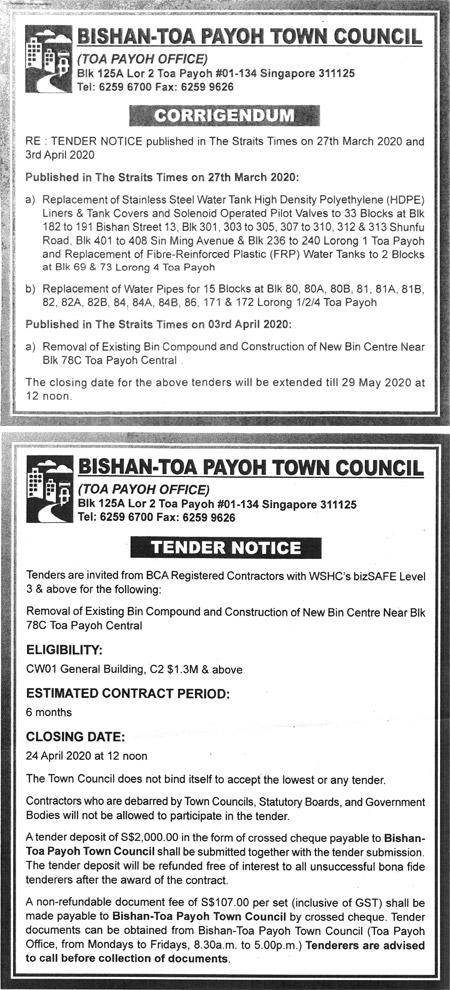 BISHAN-TOA PAYOH TOWN COUNCIL
(TOA PAYOH OFFICE)
Blk 125A Lor 2 Toa Payoh #01-134 Singapore 311125
Tel: 6259 6700 Fax: 6259 9626
CORRIGENDUM
RE : TENDER NOTICE published in The Straits Times on 27th March 2020 and
3rd April 2020
Published in The Straits Times on 27th March 2020:
a) Replacement of Stainless Steel Water Tank High Density Polyethylene (HDPE)
Liners & Tank Covers and Solenoid Operated Pilot Valves to 33 Blocks at Blk
182 to 191 Bishan Street 13, Blk 301, 303 to 305, 307 to 310, 312 & 313 Shunfu
Road, Blk 401 to 408 Sin Ming Avenue & Blk 236 to 240 Lorong 1 Toa Payoh
and Replacement of Fibre-Reinforced Plastic (FRP) Water Tanks to 2 Blocks
at Blk 69 & 73 Lorong 4 Toa Payoh
b) Replacement of Water Pipes for 15 Blocks at Blk 80, 80A, 80B, 81, 81A, 81B,
82, 82A, 82B, 84, 84A, 84B, 86, 171 & 172 Lorong 1/2/4 Toa Payoh
Published in The Straits Times on 03rd April 2020:
a) Removal of Existing Bin Compound and Construction of New Bin Centre Near
Blk 78C Toa Payoh Central
The closing date for the above tenders will be extended till 29 May 2020 at
12 noon.
BISHAN-TOA PAYOH TOWN COUNCIL
(TOA PAYOH OFFICE)
Blk 125A Lor 2 Toa Payoh #01-134 Singapore 311125
Tel: 6259 6700 Fax: 6259 9626
TENDER NOTICE
Tenders are invited from BCA Registered Contractors with WSHC's bizSAFE Level
3 & above for the following:
Removal of Existing Bin Compound and Construction of New Bin Centre Near Blk
78C Toa Payoh Central
ELIGIBILITY:
CW01 General Building, C2 $1.3M & above
ESTIMATED CONTRACT PERIOD:
6 months
CLOSING DATE:
24 April 2020 at 12 noon
The Town Council does not bind itself to accept the lowest or any tender.
Contractors who are debarred by Town Councils, Statutory Boards, and Government
Bodies will not be allowed to participate in the tender.
A tender deposit of S$2,000.00 in the form of crossed cheque payable to Bishan-
Toa Payoh Town Council shall be submitted together with the tender submission.
The tender deposit will be refunded free of interest to all unsuccessful bona fide
tenderers after the award of the contract.
A non-refundable document fee of S$107.00 per set (inclusive of GST) shall be
made payable to Bishan-Toa Payoh Town Council by crossed cheque. Tender
documents can be obtained from Bishan-Toa Payoh Town Council (Toa Payoh
Office, from Mondays to Fridays, 8.30a.m. to 5.00p.m.) Tenderers are advised
to call before collection of documents.